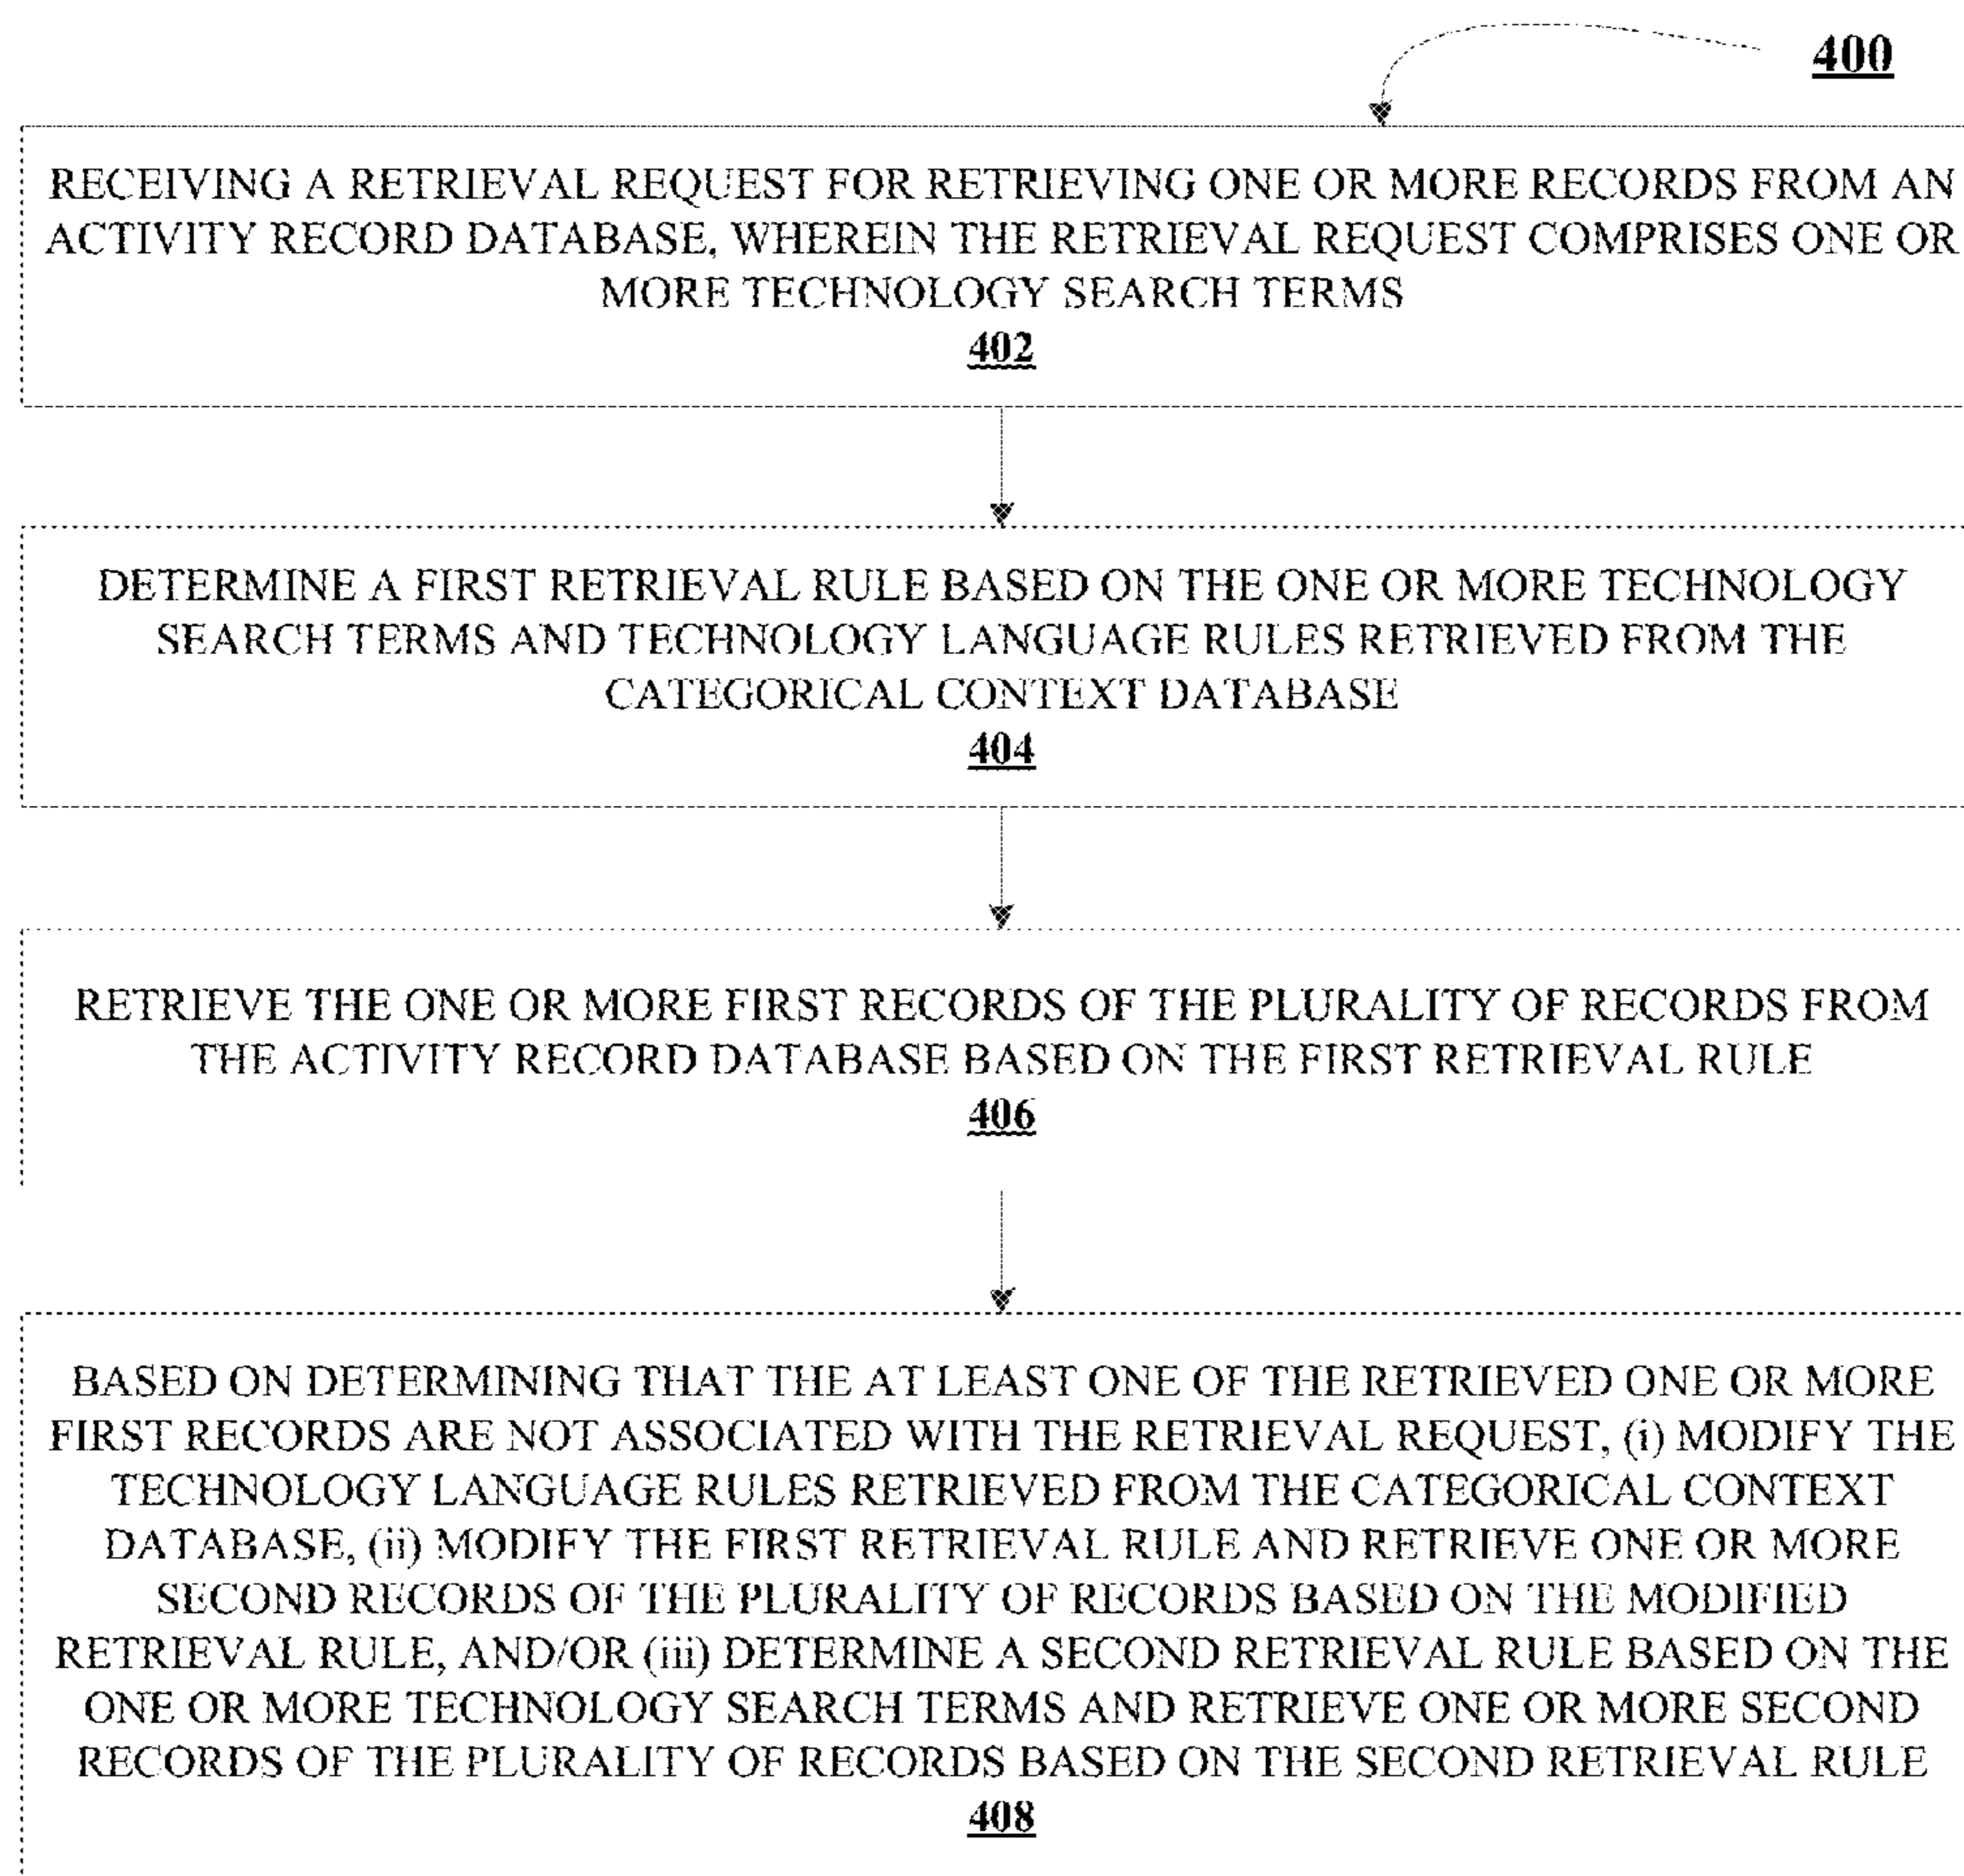 400
RECEIVING A RETRIEVAL REQUEST FOR RETRIEVING ONE OR MORE RECORDS FROM AN
ACTIVITY RECORD DATABASE, WHEREIN THE RETRIEVAL REQUEST COMPRISES ONE OR
MORE TECHNOLOGY SEARCH TERMS
402
DETERMINE A FIRST RETRIEVAL RULE BASED ON THE ONE OR MORE TECHNOLOGY
SEARCH TERMS AND TECHNOLOGY LANGUAGE RULES RETRIEVED FROM THE
CATEGORICAL CONTEXT DATABASE
404
RETRIEVE THE ONE OR MORE FIRST RECORDS OF THE PLURALITY OF RECORDS FROM
THE ACTIVITY RECORD DATABASE BASED ON THE FIRST RETRIEVAL RULE
406
BASED ON DETERMINING THAT THE AT LEAST ONE OF THE RETRIEVED ONE OR MORE
FIRST RECORDS ARE NOT ASSOCIATED WITH THE RETRIEVAL REQUEST, (i) MODIFY THE
TECHNOLOGY LANGUAGE RULES RETRIEVED FROM THE CATEGORICAL CONTEXT
DATABASE, (ii) MODIFY THE FIRST RETRIEVAL RULE AND RETRIEVE ONE OR MORE
SECOND RECORDS OF THE PLURALITY OF RECORDS BASED ON THE MODIFIED
RETRIEVAL RULE, AND/OR (iii) DETERMINE A SECOND RETRIEVAL RULE BASED ON THE
ONE OR MORE TECHNOLOGY SEARCH TERMS AND RETRIEVE ONE OR MORE SECOND
RECORDS OF THE PLURALITY OF RECORDS BASED ON THE SECOND RETRIEVAL RULE
408